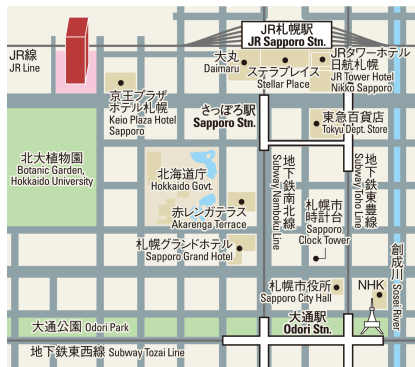 JR札幌駅
JR Sapporo Stn.
JR線
JR Line
大丸
Daimaru
ステラプレイス
Stellar Place
JRタワーホテル
日航札幌
JR Tower Hotel
Nikko Sapporo
京王プラザ
ホテル札幌
Keio Plaza Hotel
Sapporo
さっぽろ駅
Sapporo Stn.
東急百貨店
Tokyu Dept. Store
北大植物園
Botanic Garden,
Hokkaido University
北海道庁
Hokkaido Govt.
地下鉄南北線
Subway Namboku Line
地下鉄東豊線
Subway Toho Line
赤レンガテラス
Akarenga Terrace
札幌市
時計台
Sapporo
Clock Tower
札幌グランドホテル
Sapporo Grand Hotel
創成川
Sosei River
札幌市役所
Sapporo City Hall
NHK
大通公園 Odori Park
大通駅
Odori Stn.
地下鉄東西線 Subway Tozai Line